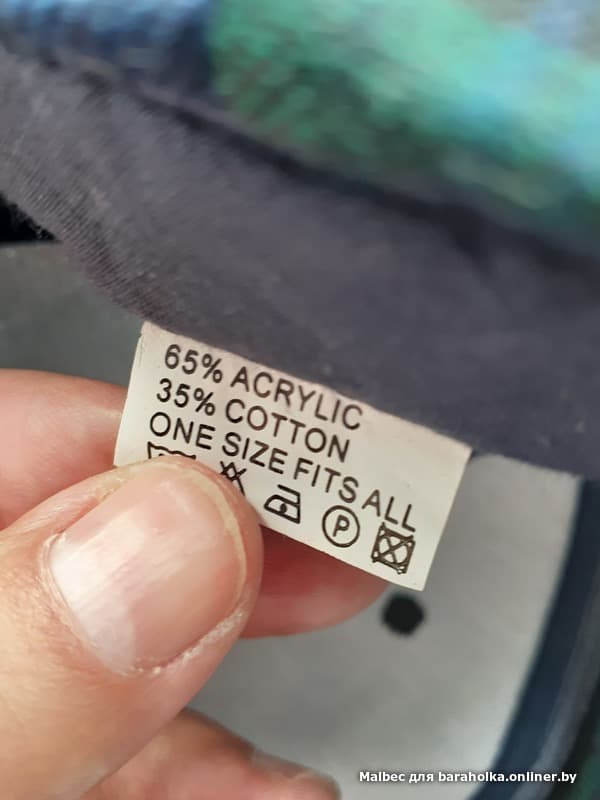 65% ACRYLIC
35% COTTON
ONE SIZE FITS ALL
P
Malbec для baraholka.onliner.by